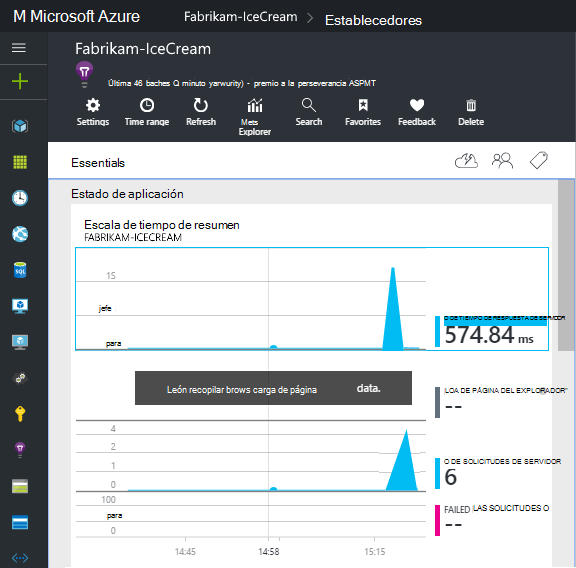 M Microsoft Azure Fabrikam-IceCream > Establecedores
Fabrikam-IceCream
Última 46 baches Q minuto yarwurity) - premio a la perseverancia ASPMT
Settings Time range Refresh Mets Explorer Search Favorites Feedback Delete
Essentials
Estado de aplicación
Escala de tiempo de resumen
FABRIKAM-ICECREAM
15
jefe
para
O DE TIEMPO DE RESPUESTA DE SERVIDOR
574.84 ms
León recopilar brows carga de página data.
LOA DE PÁGINA DEL EXPLORADOR"
--
4
2
1
0
O DE SOLICITUDES DE SERVIDOR
6
100
para
0
FAILED LAS SOLICITUDES O
--
14:45 14:58 15:15
SQL